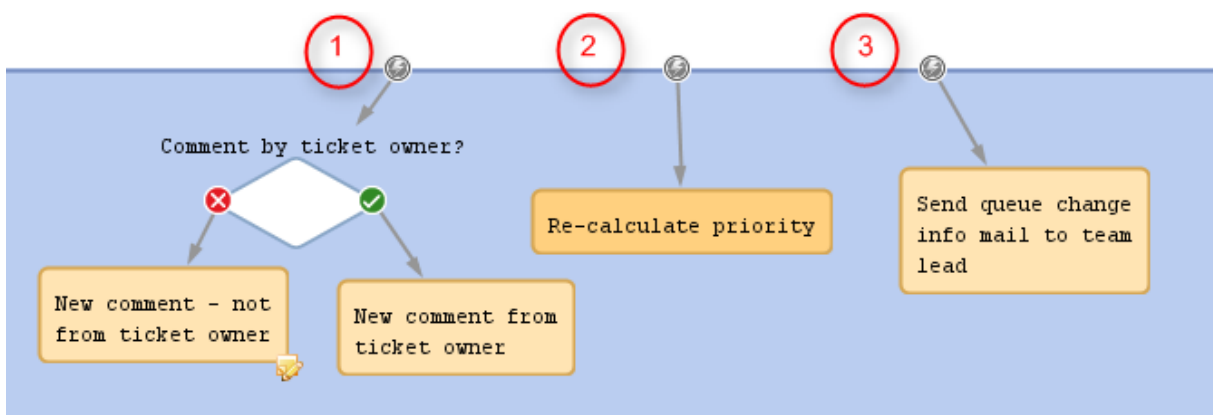 1
2
3
Comment by ticket owner?
New comment - not
from ticket owner
New comment from
ticket owner
Re-calculate priority
Send queue change
info mail to team
lead